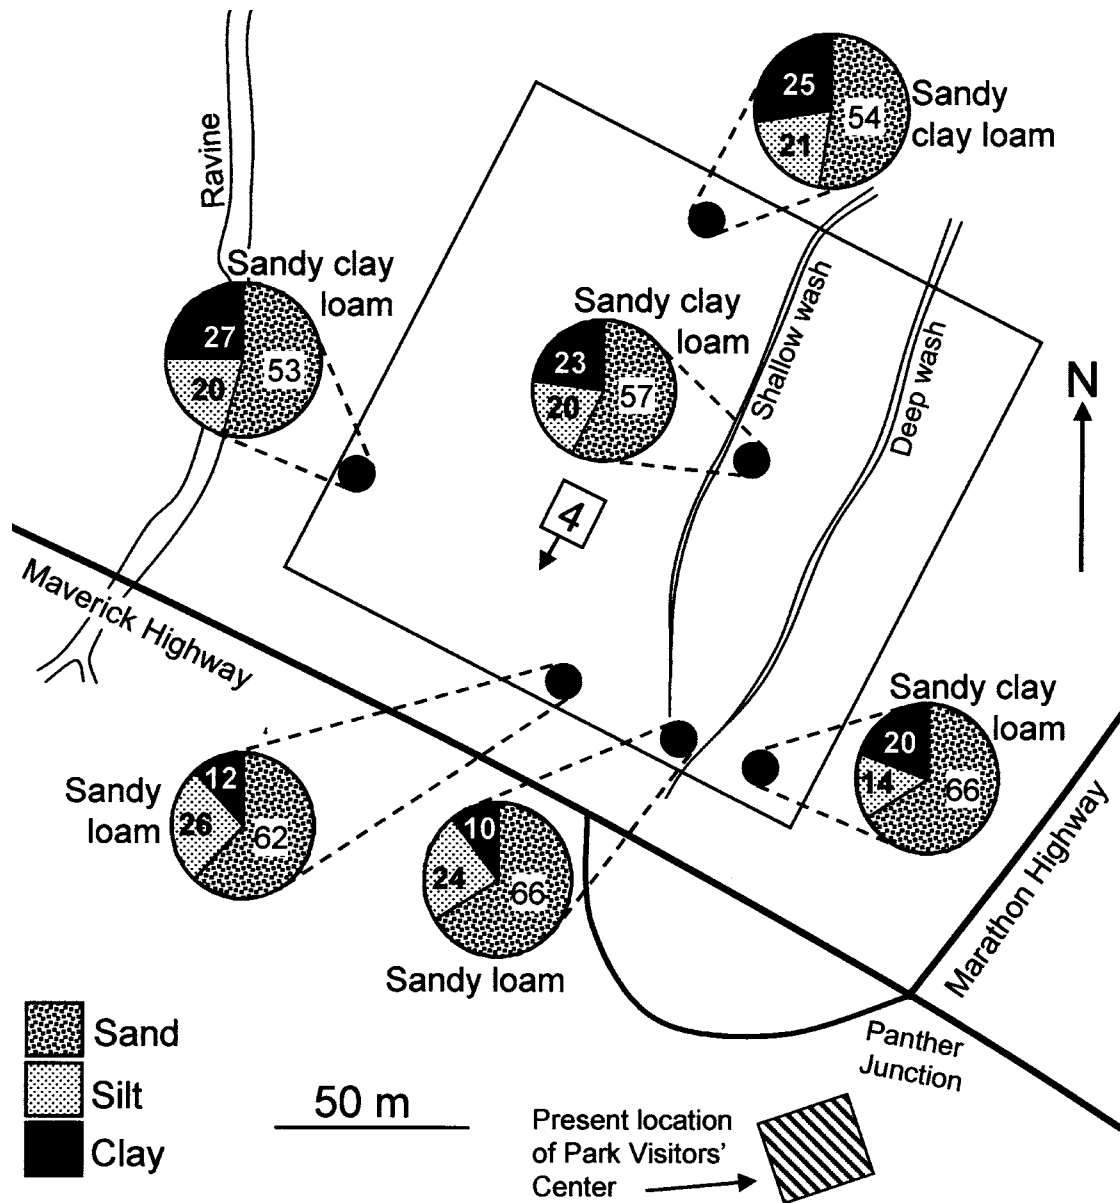 25
54
21
Sandy
clay loam
Ravine
Sandy clay
loam
27
53
20
Sandy clay
loam
23
57
20
Shallow wash
Deep wash
N
4
Maverick Highway
Sandy clay
loam
20
14
66
Sandy
loam
12
26
62
10
24
66
Sandy loam
Marathon Highway
Panther
Junction
Sand
Silt
Clay
50 m
Present location
of Park Visitors'
Center